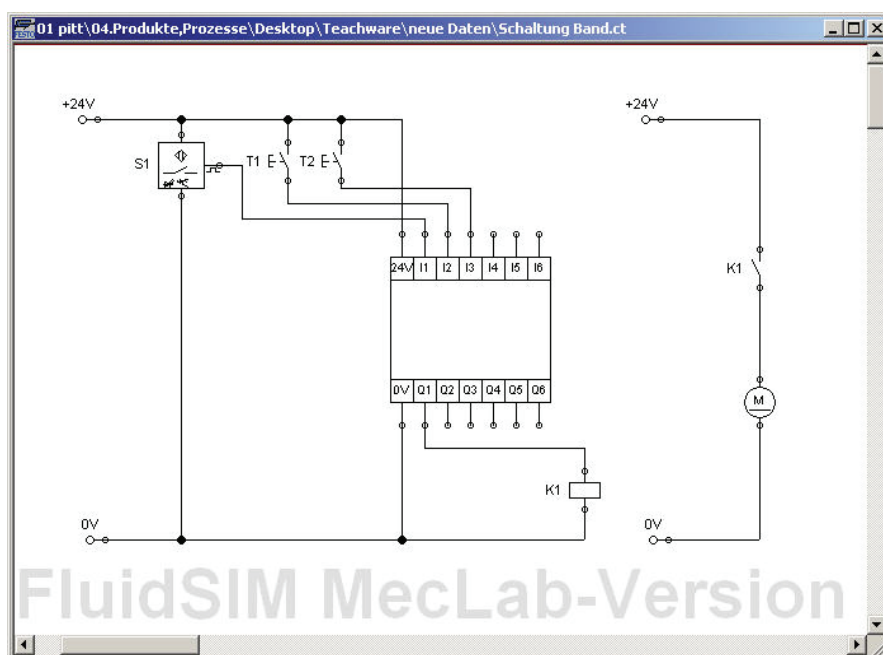 FESTO 01 pitt\04.Produkte,Prozesse\Desktop\Teachware\neue Daten\Schaltung Band.ct
+24V +24V
S1 T1 T2
24V I1 I2 I3 I4 I5 I6
K1
0V Q1 Q2 Q3 Q4 Q5 Q6
M
K1
0V 0V
FluidSIM MecLab-Version